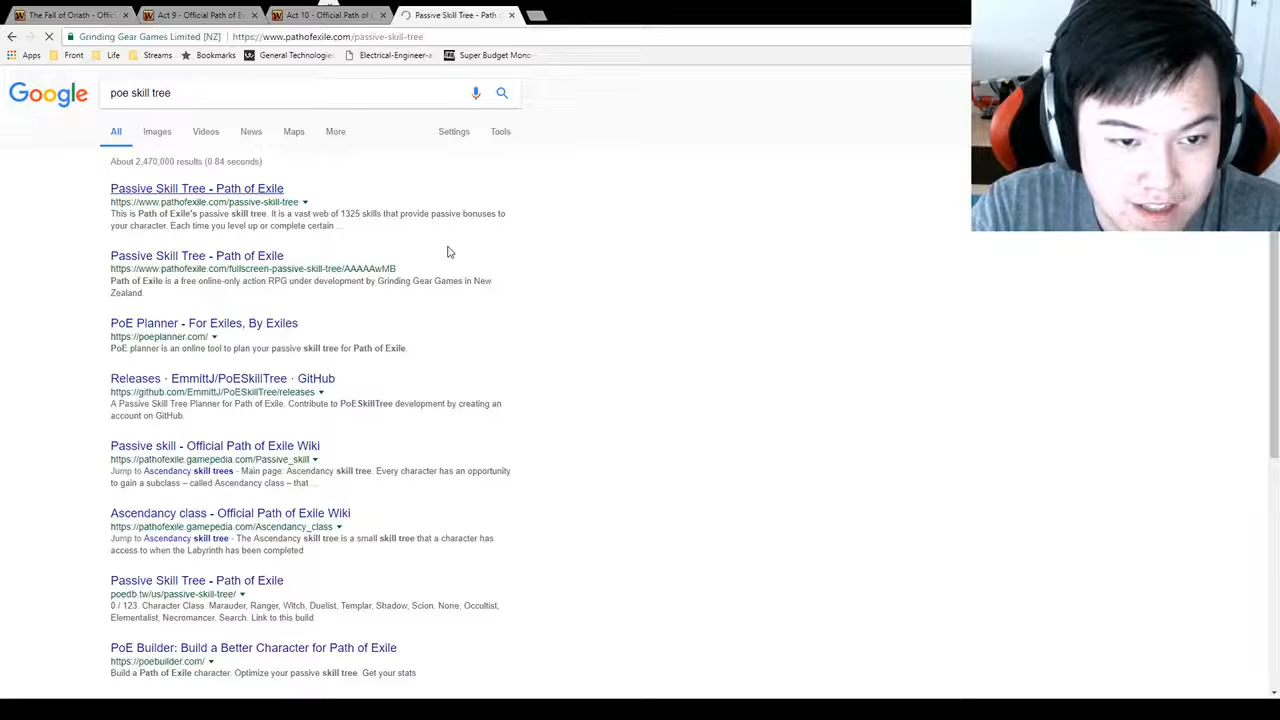 The Fall of Oriath - Offic
Act 9 - Official Path of Ex
Act 10 - Official Path of
Passive Skill Tree - Path
Grinding Gear Games Limited [NZ] | https://www.pathofexile.com/passive-skill-tree
Apps Front Life Streams Bookmarks General Technologie Electrical-Engineer-a Super Budget Mono
Google
poe skill tree
All Images Videos News Maps More Settings Tools
About 2,470,000 results (0.84 seconds)
Passive Skill Tree - Path of Exile
https://www.pathofexile.com/passive-skill-tree
This is Path of Exile's passive skill tree. It is a vast web of 1325 skills that provide passive bonuses to
your character. Each time you level up or complete certain ...
Passive Skill Tree - Path of Exile
https://www.pathofexile.com/fullscreen-passive-skill-tree/AAAAAwMB
Path of Exile is a free online-only action RPG under development by Grinding Gear Games in New
Zealand.
PoE Planner - For Exiles, By Exiles
https://poeplanner.com/
PoE planner is an online tool to plan your passive skill tree for Path of Exile.
Releases · EmmittJ/PoESkillTree · GitHub
https://github.com/EmmittJ/PoESkillTree/releases
A Passive Skill Tree Planner for Path of Exile. Contribute to PoESkillTree development by creating an
account on GitHub.
Passive skill - Official Path of Exile Wiki
https://pathofexile.gamepedia.com/Passive_skill
Jump to Ascendancy skill trees - Main page: Ascendancy skill tree. Every character has an opportunity
to gain a subclass – called Ascendancy class – that ...
Ascendancy class - Official Path of Exile Wiki
https://pathofexile.gamepedia.com/Ascendancy_class
Jump to Ascendancy skill tree - The Ascendancy skill tree is a small skill tree that a character has
access to when the Labyrinth has been completed
Passive Skill Tree - Path of Exile
poedb.tw/us/passive-skill-tree/
0 / 123. Character Class. Marauder, Ranger, Witch, Duelist, Templar, Shadow, Scion. None, Occultist,
Elementalist, Necromancer. Search. Link to this build.
PoE Builder: Build a Better Character for Path of Exile
https://poebuilder.com/
Build a Path of Exile character. Optimize your passive skill tree. Get your stats